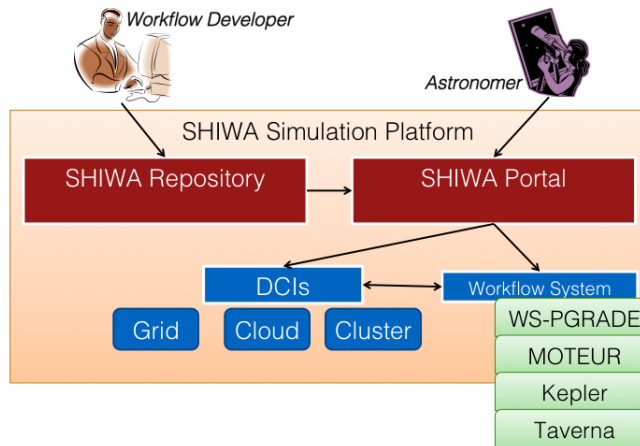 Workflow Developer
Astronomer
SHIWA Simulation Platform
SHIWA Repository
SHIWA Portal
DCIs
Workflow System
Grid
Cloud
Cluster
WS-PGRADE
MOTEUR
Kepler
Taverna